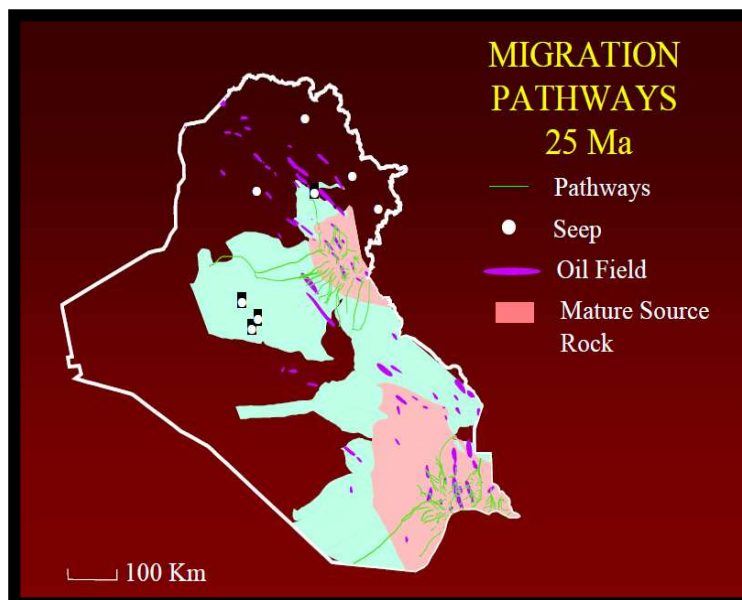 MIGRATION
PATHWAYS
25 Ma
Pathways
Seep
Oil Field
Mature Source
Rock
100 Km